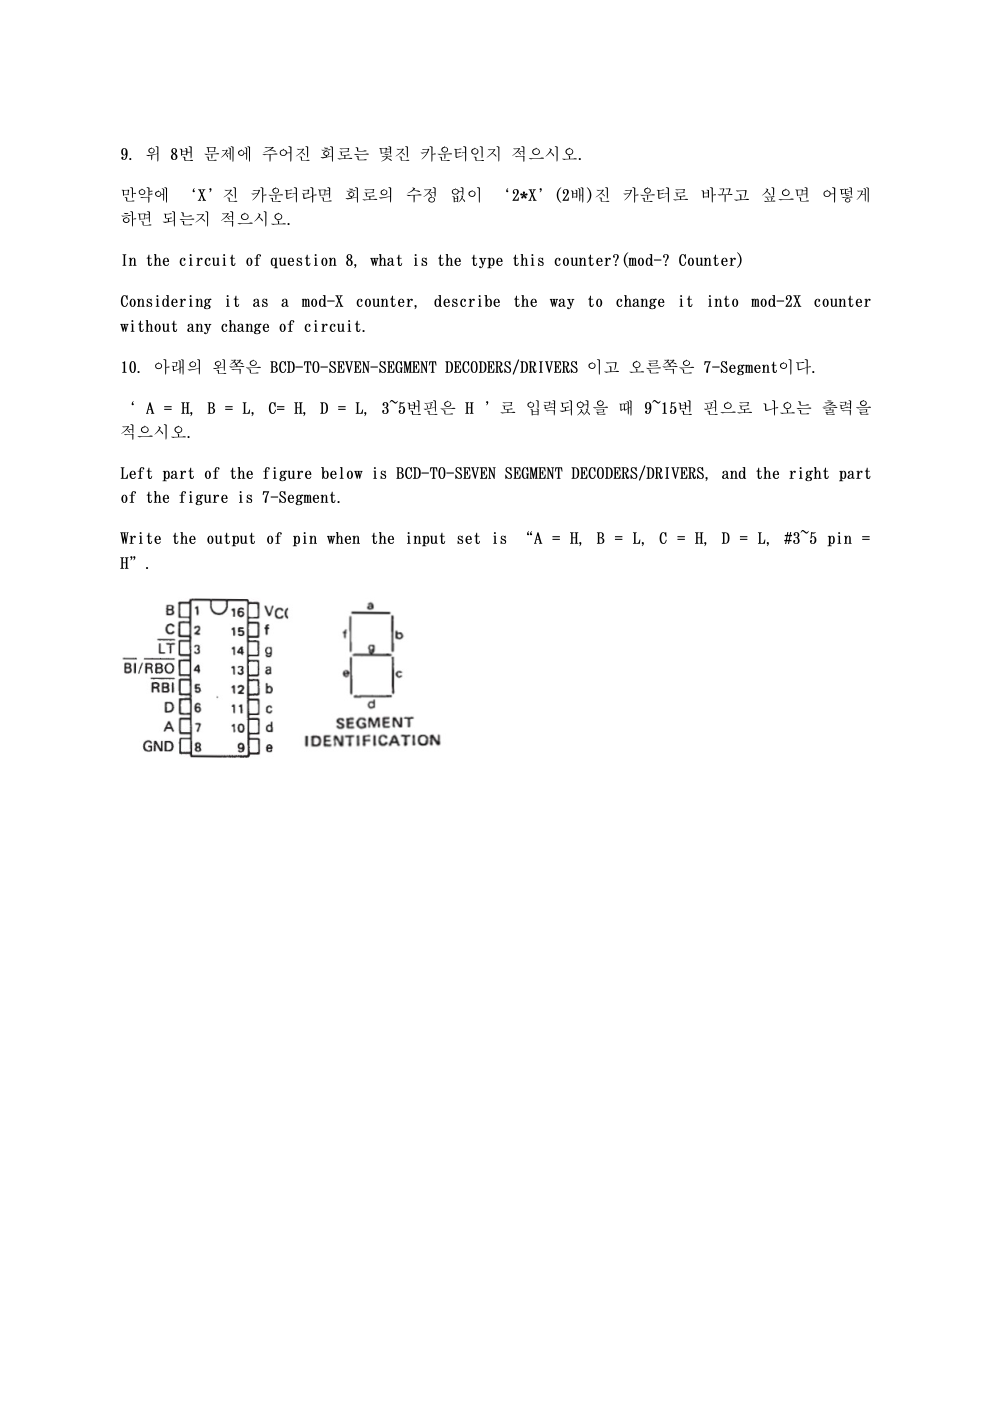 9. 위 8번 문제에 주어진 회로는 몇진 카운터인지 적으시오.
만약에 ‘X’진 카운터라면 회로의 수정 없이 ‘2*X’(2배)진 카운터로 바꾸고 싶으면 어떻게
하면 되는지 적으시오.
In the circuit of question 8, what is the type this counter?(mod-? Counter)
Considering it as a mod-X counter, describe the way to change it into mod-2X counter
without any change of circuit.
10. 아래의 왼쪽은 BCD-TO-SEVEN-SEGMENT DECODERS/DRIVERS 이고 오른쪽은 7-Segment이다.
‘ A = H, B = L, C= H, D = L, 3~5번핀은 H ’로 입력되었을 때 9~15번 핀으로 나오는 출력을
적으시오.
Left part of the figure below is BCD-TO-SEVEN SEGMENT DECODERS/DRIVERS, and the right part
of the figure is 7-Segment.
Write the output of pin when the input set is “A = H, B = L, C = H, D = L, #3~5 pin =
H”.
B 1 16 VCC
C 2 15 f
LT 3 14 g
BI/RBO 4 13 a
RBI 5 12 b
D 6 11 c
A 7 10 d
GND 8 9 e
a
f b
g
e c
d
SEGMENT
IDENTIFICATION